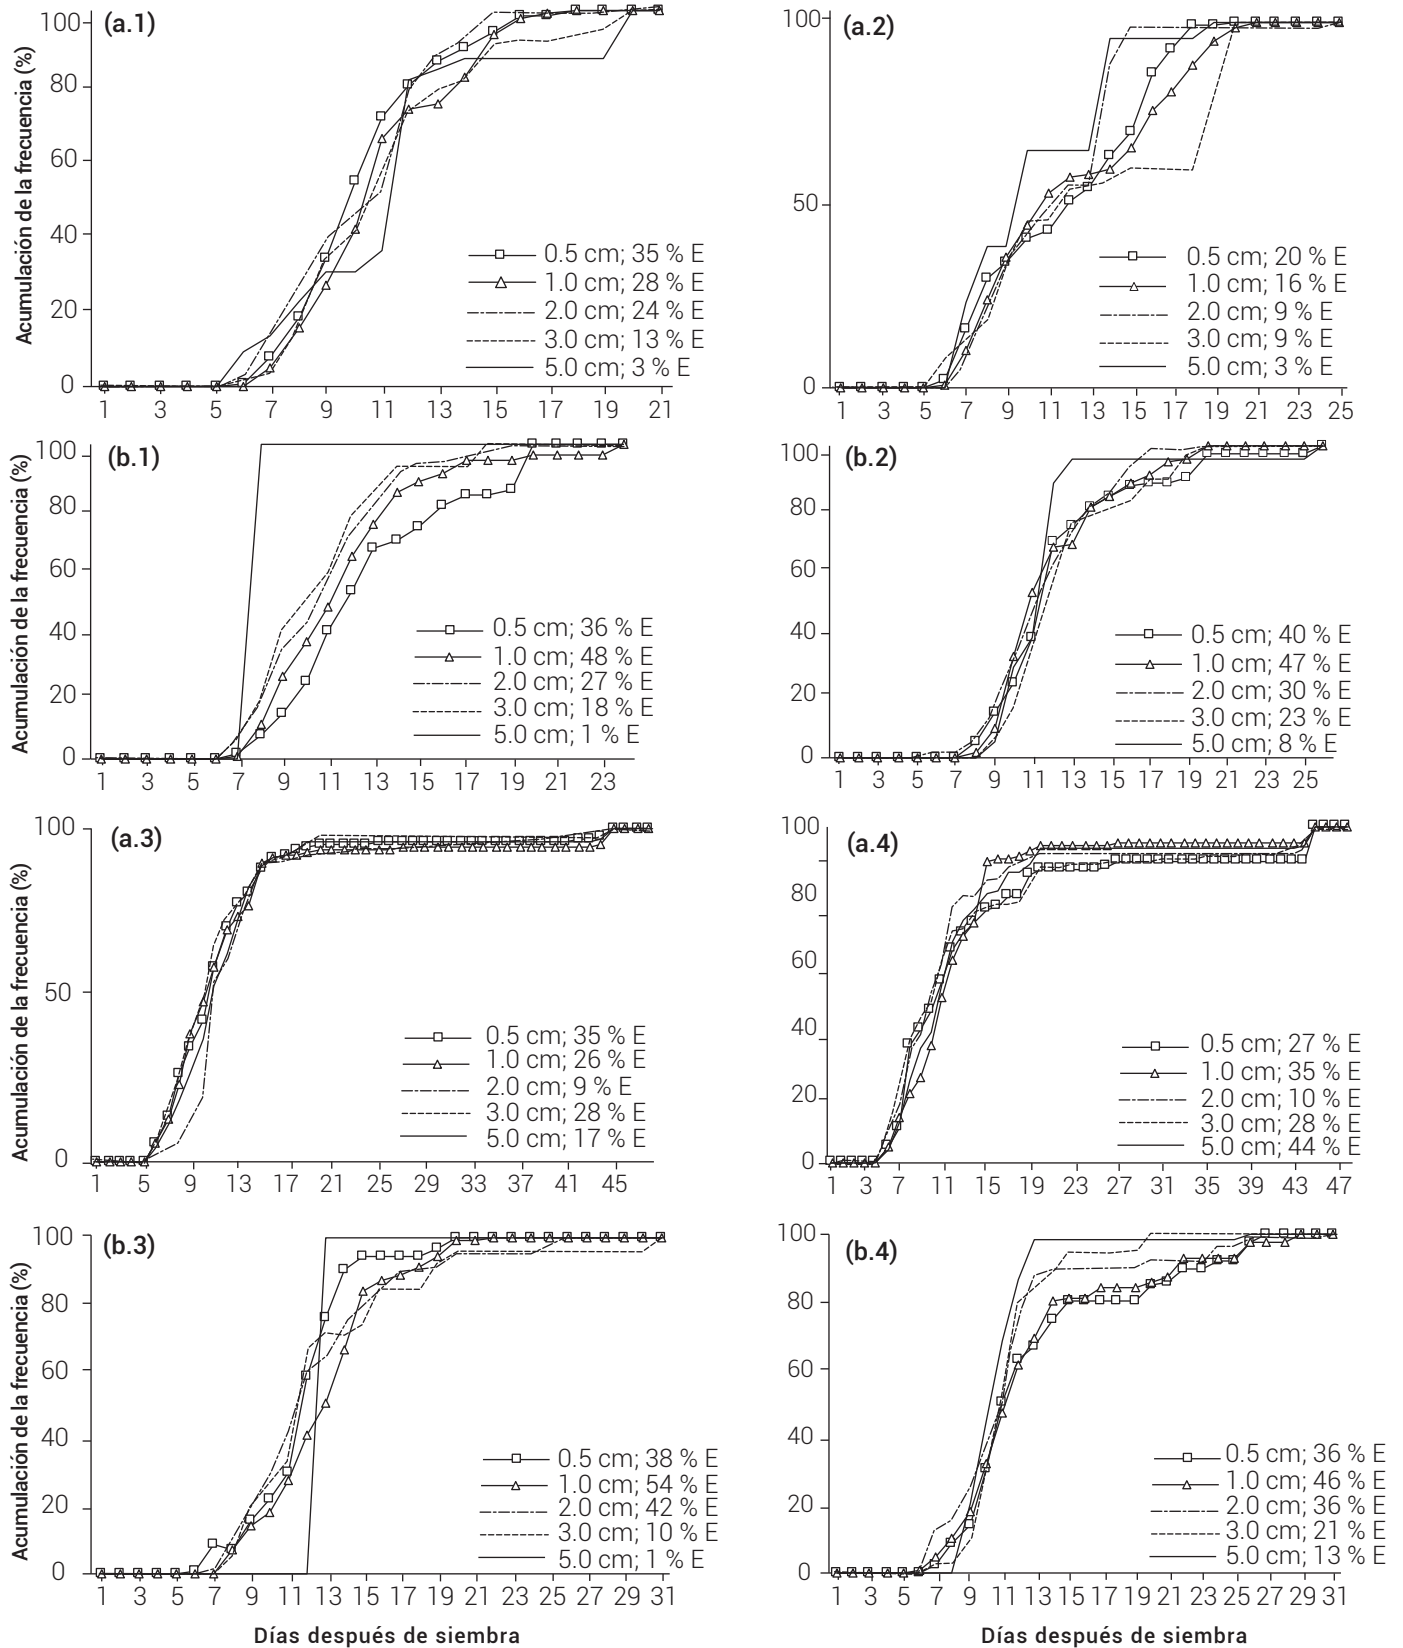 (a.1)
Acumulación de la frecuencia (%)
100
80
60
40
20
0
0.5 cm; 35 % E
1.0 cm; 28 % E
2.0 cm; 24 % E
3.0 cm; 13 % E
5.0 cm; 3 % E
1 3 5 7 9 11 13 15 17 19 21
(a.2)
100
50
0
0.5 cm; 20 % E
1.0 cm; 16 % E
2.0 cm; 9 % E
3.0 cm; 9 % E
5.0 cm; 3 % E
1 3 5 7 9 11 13 15 17 19 21 23 25
(b.1)
Acumulación de la frecuencia (%)
100
80
60
40
20
0
0.5 cm; 36 % E
1.0 cm; 48 % E
2.0 cm; 27 % E
3.0 cm; 18 % E
5.0 cm; 1 % E
1 3 5 7 9 11 13 15 17 19 21 23
(b.2)
100
80
60
40
20
0
0.5 cm; 40 % E
1.0 cm; 47 % E
2.0 cm; 30 % E
3.0 cm; 23 % E
5.0 cm; 8 % E
1 3 5 7 9 11 13 15 17 19 21 23 25
(a.3)
Acumulación de la frecuencia (%)
100
50
0
0.5 cm; 35 % E
1.0 cm; 26 % E
2.0 cm; 9 % E
3.0 cm; 28 % E
5.0 cm; 17 % E
1 5 9 13 17 21 25 29 33 37 41 45
(a.4)
100
80
60
40
20
0
0.5 cm; 27 % E
1.0 cm; 35 % E
2.0 cm; 10 % E
3.0 cm; 28 % E
5.0 cm; 44 % E
1 3 7 11 15 19 23 27 31 35 39 43 47
(b.3)
Acumulación de la frecuencia (%)
100
80
60
40
20
0
0.5 cm; 38 % E
1.0 cm; 54 % E
2.0 cm; 42 % E
3.0 cm; 10 % E
5.0 cm; 1 % E
1 3 5 7 9 11 13 15 17 19 21 23 25 27 29 31
Días después de siembra
(b.4)
100
80
60
40
20
0
0.5 cm; 36 % E
1.0 cm; 46 % E
2.0 cm; 36 % E
3.0 cm; 21 % E
5.0 cm; 13 % E
1 3 5 7 9 11 13 15 17 19 21 23 25 27 29 31
Días después de siembra